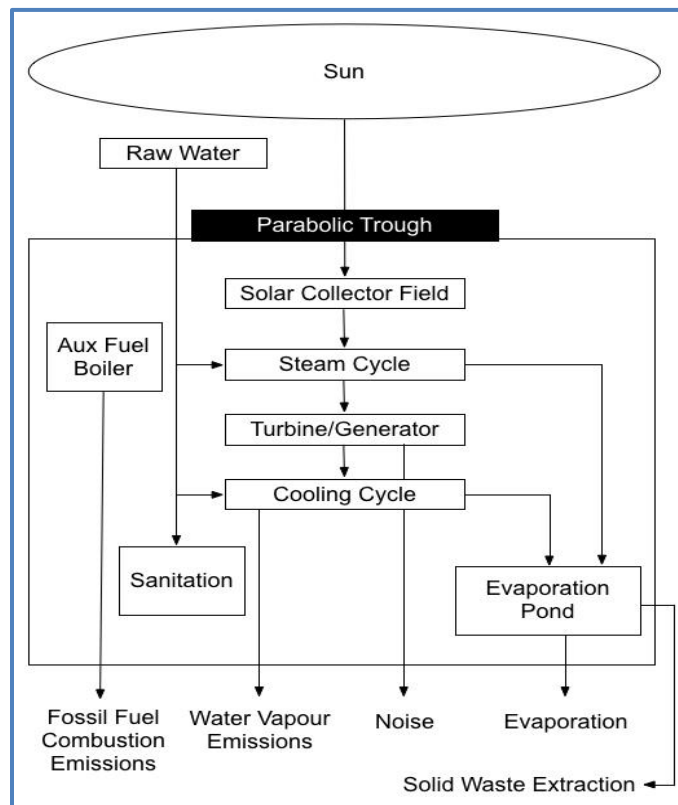 Sun
Raw Water
Parabolic Trough
Solar Collector Field
Aux Fuel
Boiler
Steam Cycle
Turbine/Generator
Cooling Cycle
Sanitation
Evaporation
Pond
Fossil Fuel
Combustion
Emissions
Water Vapour
Emissions
Noise
Evaporation
Solid Waste Extraction